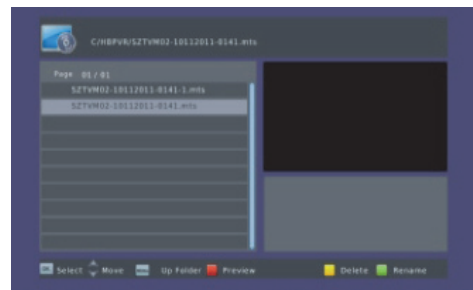 C/HBPVR/SZTVM02-10112011-0141.mts
Page 01/01
SZTVM02-10112011-0141-1.mts
SZTVM02-10112011-0141.mts
Select Move Up Folder Preview Delete Rename